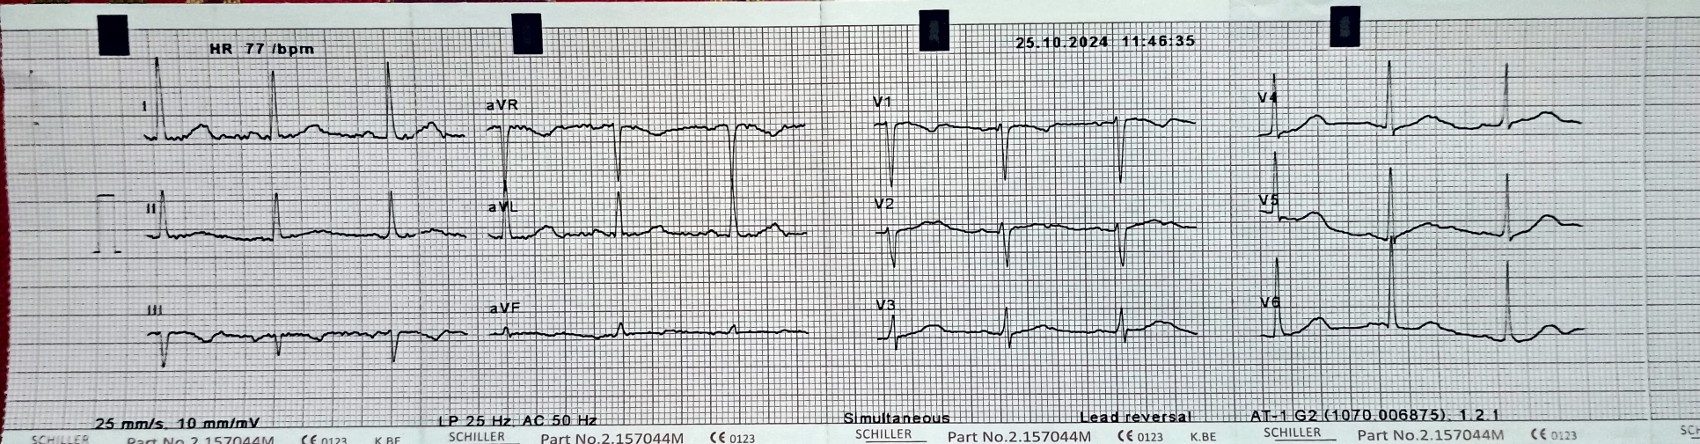 HR 77 /bpm
25.10.2024 11:46:35
I
aVR
V1
V4
II
aVL
V2
V5
III
aVF
V3
V6
25 mm/s, 10 mm/mV
LP 25 Hz, AC 50 Hz
Simultaneous
Lead reversal
AT-1 G2 (1070.006875), 1.2.1
SCHILLER Part No.2.157044M CE 0123 K.BE
SCHILLER Part No.2.157044M CE 0123
SCHILLER Part No.2.157044M CE 0123 K.BE
SCHILLER Part No.2.157044M CE 0123